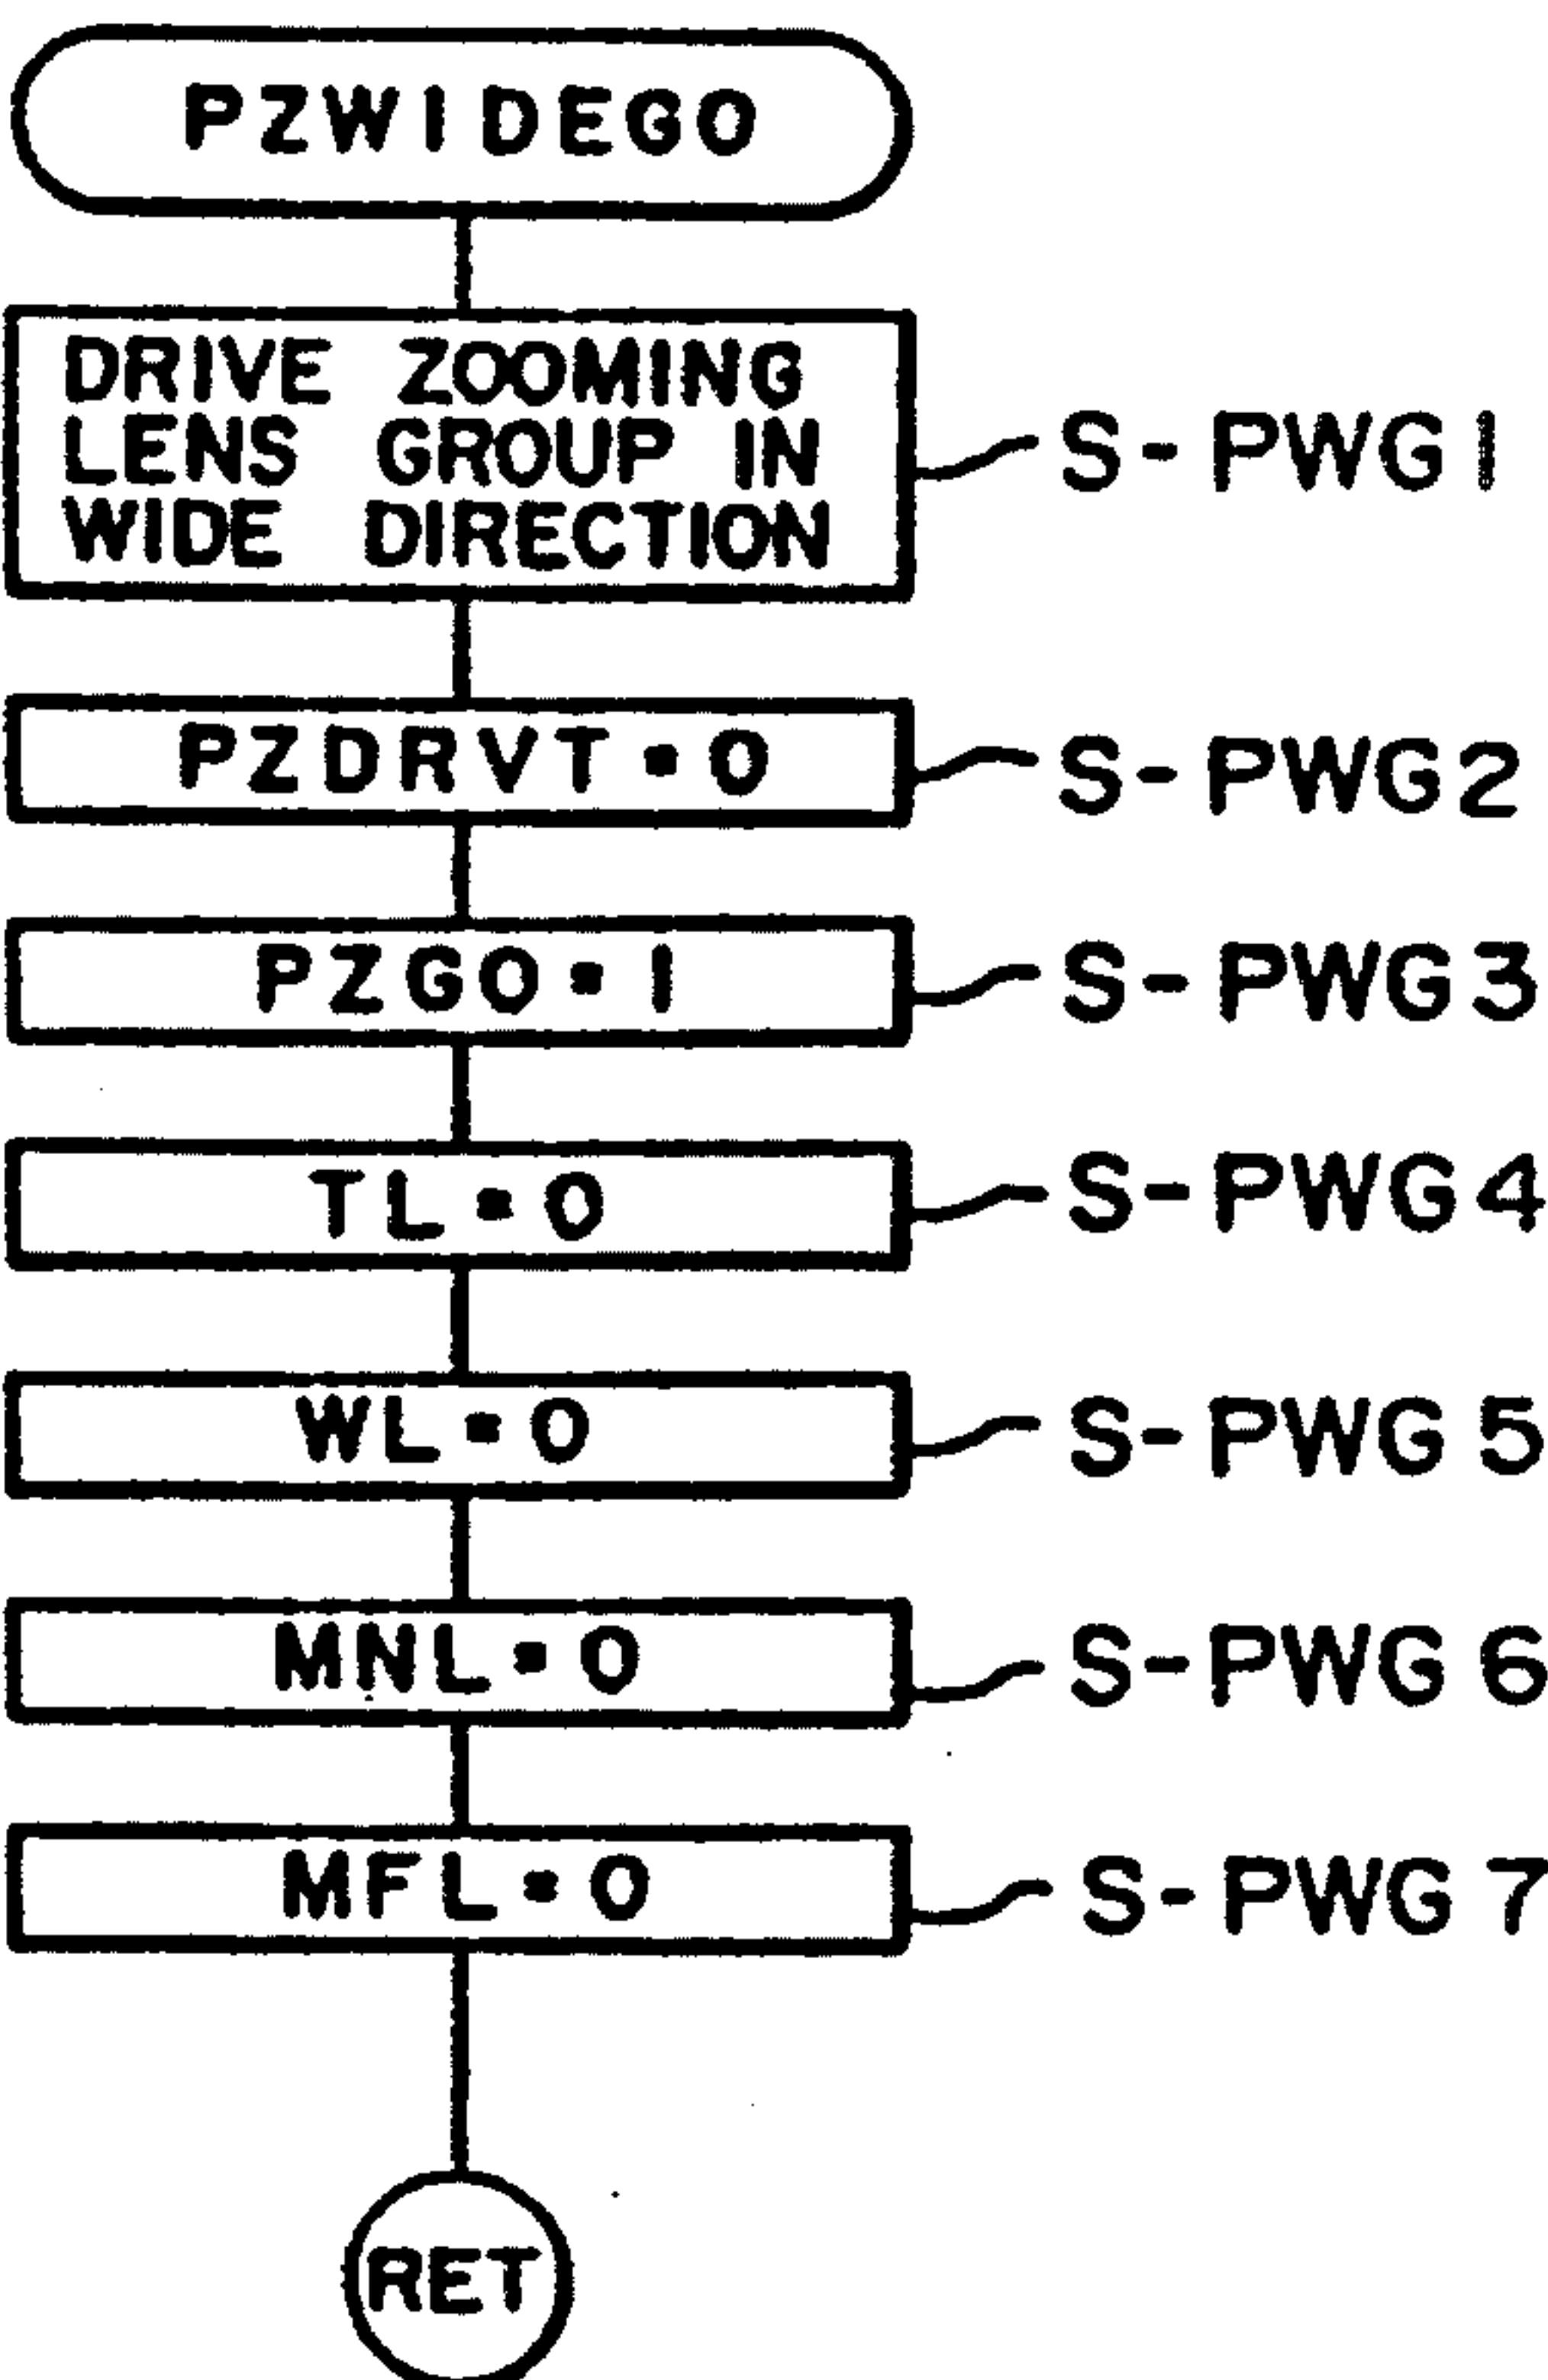 PZWIDEGO
DRIVE ZOOMING
LENS GROUP IN
WIDE DIRECTION
S-PWG1
PZDRVT=0
S-PWG2
PZGO=1
S-PWG3
TL=0
S-PWG4
WL=0
S-PWG5
MNL=0
S-PWG6
MFL=0
S-PWG7
RET